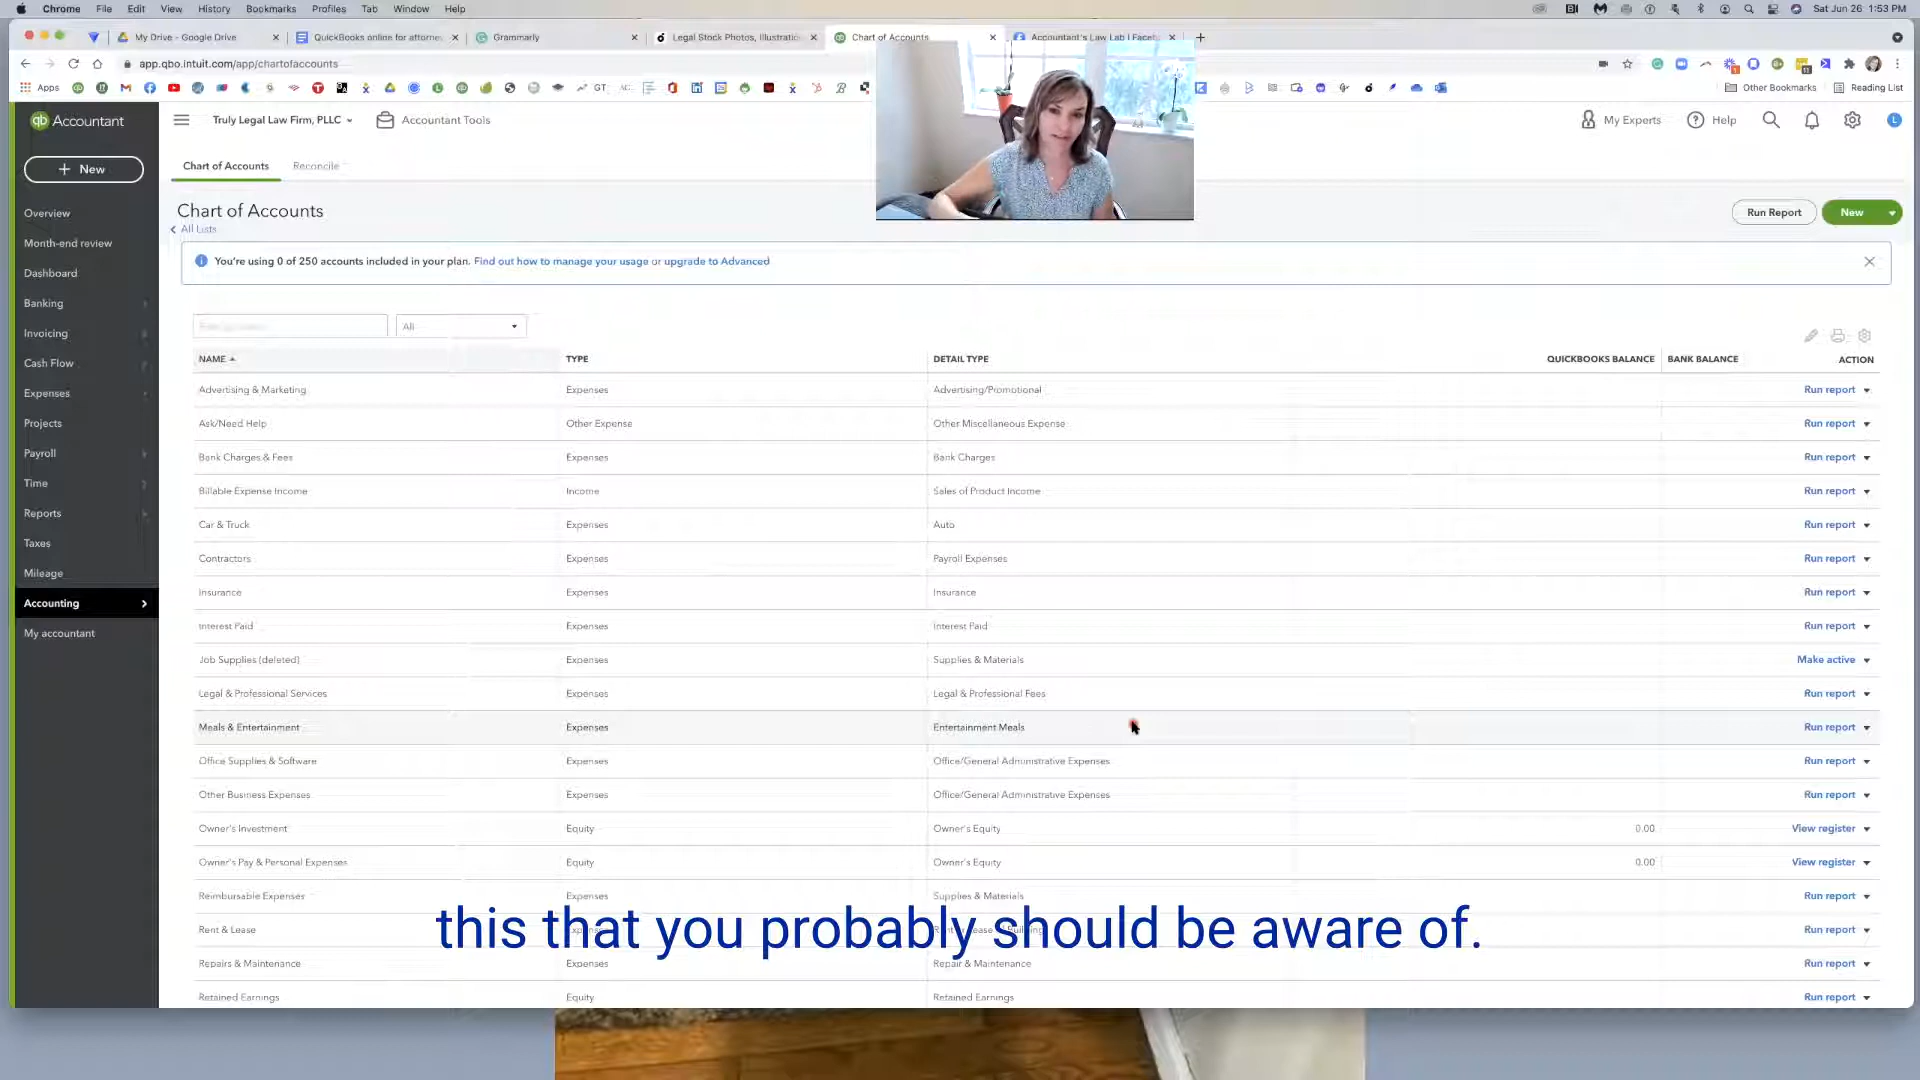 Chrome File Edit View History Bookmarks Profiles Tab Window Help Sat Jun 26 1:53 PM
My Drive - Google Drive QuickBooks online for attorne Grammarly Legal Stock Photos, Illustratio Chart of Accounts Accountant's Law Lab | Faceb
app.qbo.intuit.com/app/chartofaccounts
Apps GT Other Bookmarks Reading List
qb Accountant Truly Legal Law Firm, PLLC Accountant Tools My Experts Help L
+ New
Chart of Accounts Reconcile
Chart of Accounts
All Lists
Run Report New
You're using 0 of 250 accounts included in your plan. Find out how to manage your usage or upgrade to Advanced
Overview
Month-end review
Dashboard
Banking
Invoicing
Cash Flow
Expenses
Projects
Payroll
Time
Reports
Taxes
Mileage
Accounting
My accountant
All
NAME TYPE DETAIL TYPE QUICKBOOKS BALANCE BANK BALANCE ACTION
Advertising & Marketing Expenses Advertising/Promotional Run report
Ask/Need Help Other Expense Other Miscellaneous Expense Run report
Bank Charges & Fees Expenses Bank Charges Run report
Billable Expense Income Income Sales of Product Income Run report
Car & Truck Expenses Auto Run report
Contractors Expenses Payroll Expenses Run report
Insurance Expenses Insurance Run report
Interest Paid Expenses Interest Paid Run report
Job Supplies (deleted) Expenses Supplies & Materials Make active
Legal & Professional Services Expenses Legal & Professional Fees Run report
Meals & Entertainment Expenses Entertainment Meals Run report
Office Supplies & Software Expenses Office/General Administrative Expenses Run report
Other Business Expenses Expenses Office/General Administrative Expenses Run report
Owner's Investment Equity Owner's Equity 0.00 View register
Owner's Pay & Personal Expenses Equity Owner's Equity 0.00 View register
Reimbursable Expenses Expenses Supplies & Materials Run report
Rent & Lease Run report
Repairs & Maintenance Expenses Repair & Maintenance Run report
Retained Earnings Equity Retained Earnings Run report
this that you probably should be aware of.